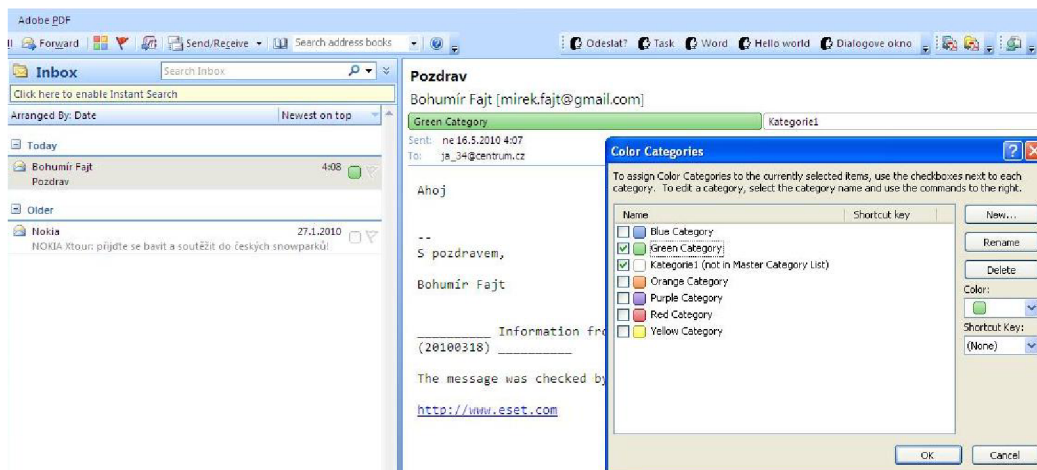 Adobe PDF
Forward Send/Receive Search address books Odeslat? Task Word Hello world Dialogove okno
Inbox Search Inbox
Click here to enable Instant Search
Arranged By: Date Newest on top
Today
Bohumír Fajt 4:08
Pozdrav
Older
Nokia 27.1.2010
NOKIA Xtour: přijďte se bavit a soutěžit do českých snowparků!
Pozdrav
Bohumír Fajt [mirek.fajt@gmail.com]
Green Category Kategorie1
Sent: ne 16.5.2010 4:07
To: ja_34@centrum.cz
Ahoj
--
S pozdravem,
Bohumír Fajt
__________ Information fro
(20100318) __________
The message was checked by
http://www.eset.com
Color Categories
To assign Color Categories to the currently selected items, use the checkboxes next to each
category. To edit a category, select the category name and use the commands to the right.
Name Shortcut key
Blue Category
Green Category
Kategorie1 (not in Master Category List)
Orange Category
Purple Category
Red Category
Yellow Category
New...
Rename
Delete
Color:
Shortcut Key:
(None)
OK Cancel